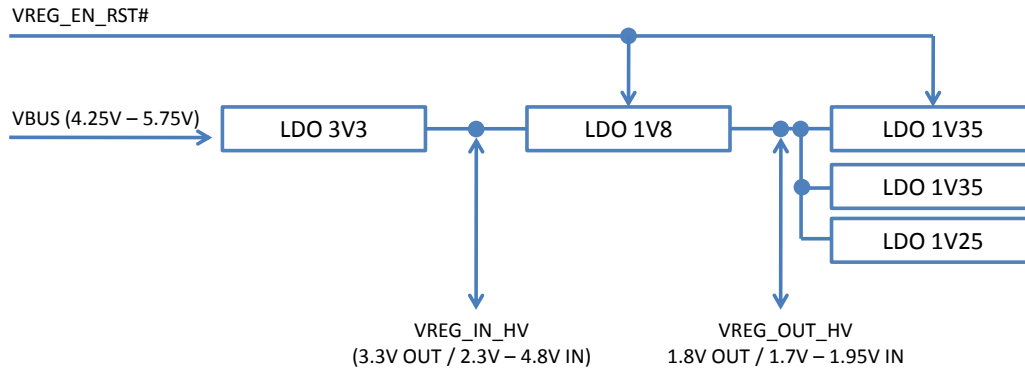 VREG_EN_RST#
VBUS (4.25V – 5.75V)
LDO 3V3
LDO 1V8
LDO 1V35
LDO 1V35
LDO 1V25
VREG_IN_HV
(3.3V OUT / 2.3V – 4.8V IN)
VREG_OUT_HV
1.8V OUT / 1.7V – 1.95V IN